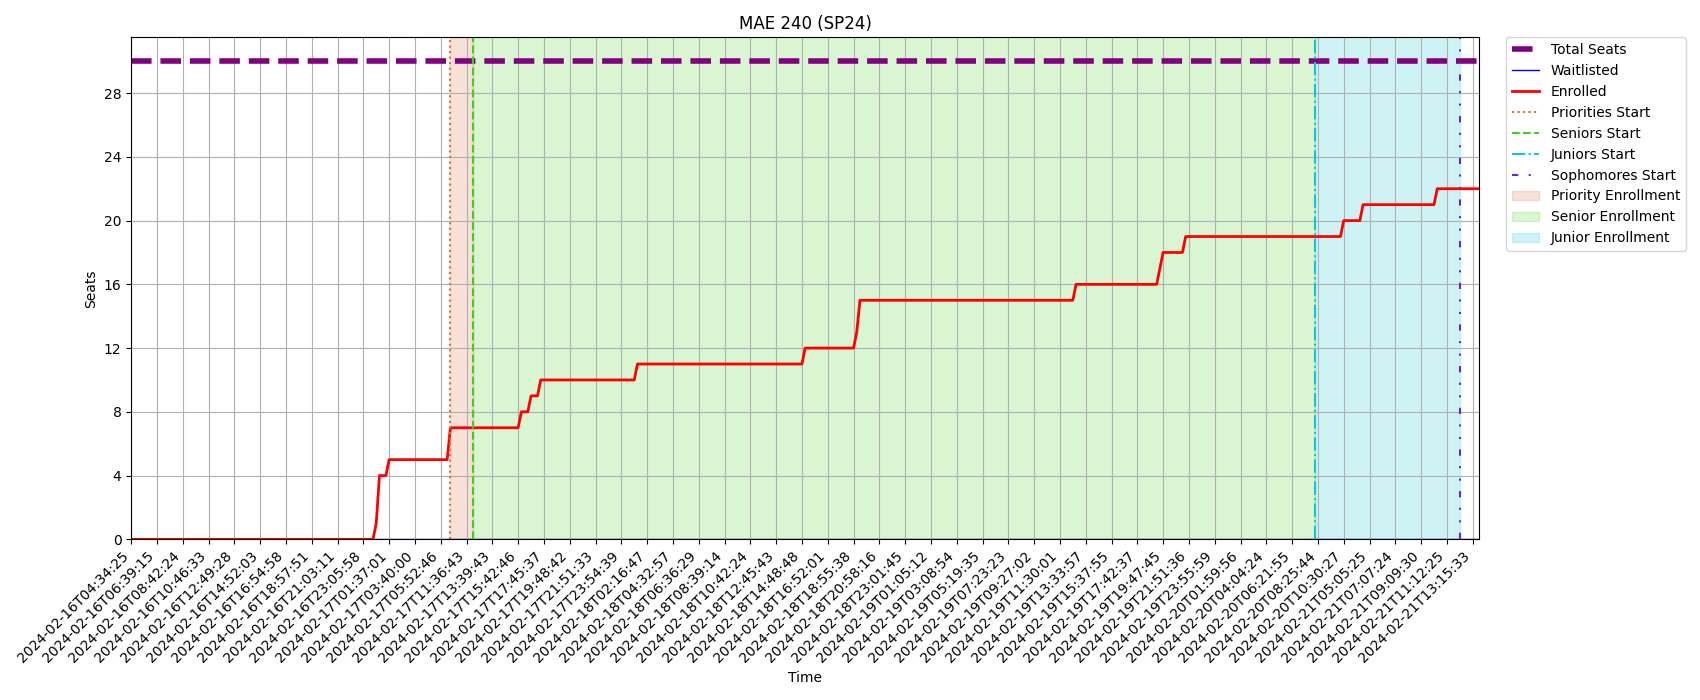 MAE 240 (SP24)
Total Seats
Waitlisted
Enrolled
Priorities Start
Seniors Start
Juniors Start
Sophomores Start
Priority Enrollment
Senior Enrollment
Junior Enrollment
Seats
28
24
20
16
12
8
4
0
2024-02-16T04:34:25
2024-02-16T06:39:15
2024-02-16T08:42:24
2024-02-16T10:46:33
2024-02-16T12:49:28
2024-02-16T14:52:03
2024-02-16T16:54:58
2024-02-16T18:57:51
2024-02-16T21:03:11
2024-02-16T23:05:58
2024-02-17T01:37:01
2024-02-17T03:40:00
2024-02-17T05:52:46
2024-02-17T11:36:43
2024-02-17T13:39:43
2024-02-17T15:42:46
2024-02-17T17:45:37
2024-02-17T19:48:42
2024-02-17T21:51:33
2024-02-17T23:54:39
2024-02-18T02:16:47
2024-02-18T04:32:57
2024-02-18T06:36:29
2024-02-18T08:39:14
2024-02-18T10:42:24
2024-02-18T12:45:43
2024-02-18T14:48:48
2024-02-18T16:52:01
2024-02-18T18:55:38
2024-02-18T20:58:16
2024-02-18T23:01:45
2024-02-19T01:05:12
2024-02-19T03:08:54
2024-02-19T05:19:35
2024-02-19T07:23:23
2024-02-19T09:27:02
2024-02-19T11:30:01
2024-02-19T13:33:57
2024-02-19T15:37:55
2024-02-19T17:42:37
2024-02-19T19:47:45
2024-02-19T21:51:36
2024-02-19T23:55:59
2024-02-20T01:59:56
2024-02-20T04:04:24
2024-02-20T06:21:55
2024-02-20T08:25:44
2024-02-20T10:30:27
2024-02-21T05:05:25
2024-02-21T07:07:24
2024-02-21T09:09:30
2024-02-21T11:12:25
2024-02-21T13:15:33
Time